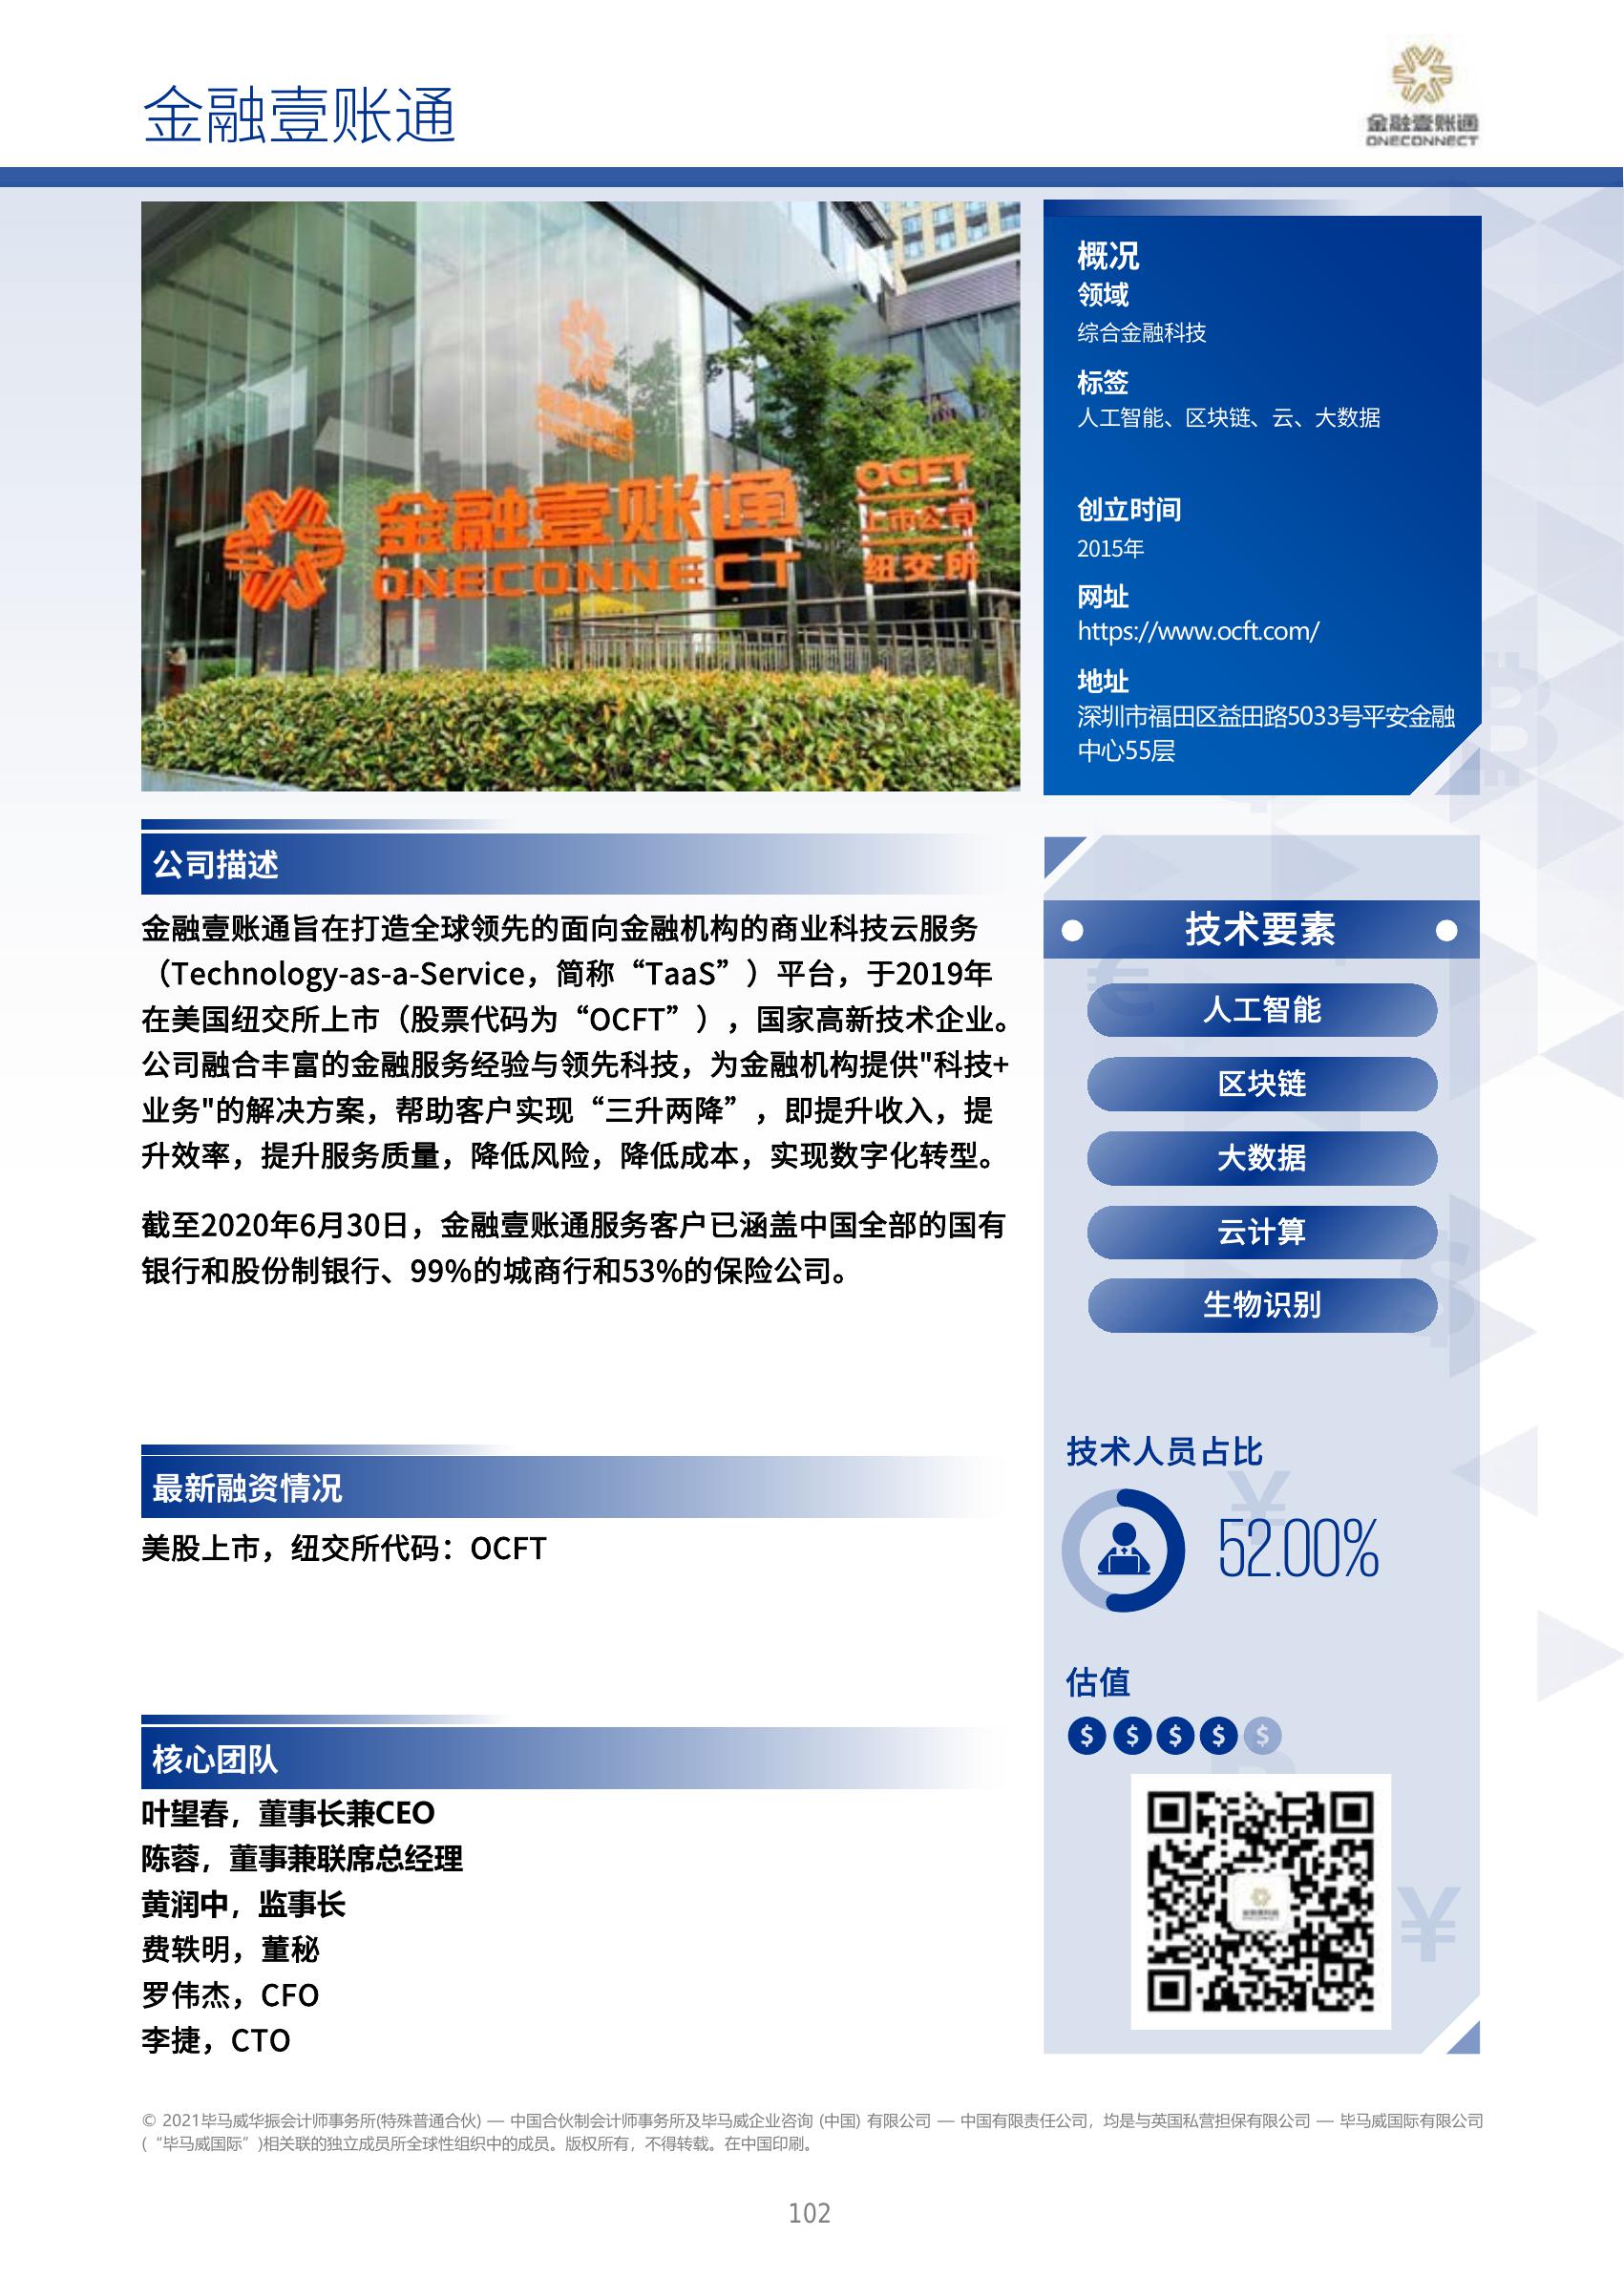 金融壹账通
金融壹账通
ONECONNECT
金融壹账通
ONECONNECT
OCFT
上市公司
纽交所
概况
领域
综合金融科技
标签
人工智能、区块链、云、大数据
创立时间
2015年
网址
https://www.ocft.com/
地址
深圳市福田区益田路5033号平安金融
中心55层
公司描述
金融壹账通旨在打造全球领先的面向金融机构的商业科技云服务
（Technology-as-a-Service，简称“TaaS”）平台，于2019年
在美国纽交所上市（股票代码为“OCFT”），国家高新技术企业。
公司融合丰富的金融服务经验与领先科技，为金融机构提供"科技+
业务"的解决方案，帮助客户实现“三升两降”，即提升收入，提
升效率，提升服务质量，降低风险，降低成本，实现数字化转型。
截至2020年6月30日，金融壹账通服务客户已涵盖中国全部的国有
银行和股份制银行、99%的城商行和53%的保险公司。
最新融资情况
美股上市，纽交所代码：OCFT
核心团队
叶望春，董事长兼CEO
陈蓉，董事兼联席总经理
黄润中，监事长
费轶明，董秘
罗伟杰，CFO
李捷，CTO
技术要素
人工智能
区块链
大数据
云计算
生物识别
技术人员占比
52.00%
估值
$ $ $ $ $
© 2021毕马威华振会计师事务所(特殊普通合伙) — 中国合伙制会计师事务所及毕马威企业咨询 (中国) 有限公司 — 中国有限责任公司，均是与英国私营担保有限公司 — 毕马威国际有限公司
(“毕马威国际”)相关联的独立成员所全球性组织中的成员。版权所有，不得转载。在中国印刷。
102